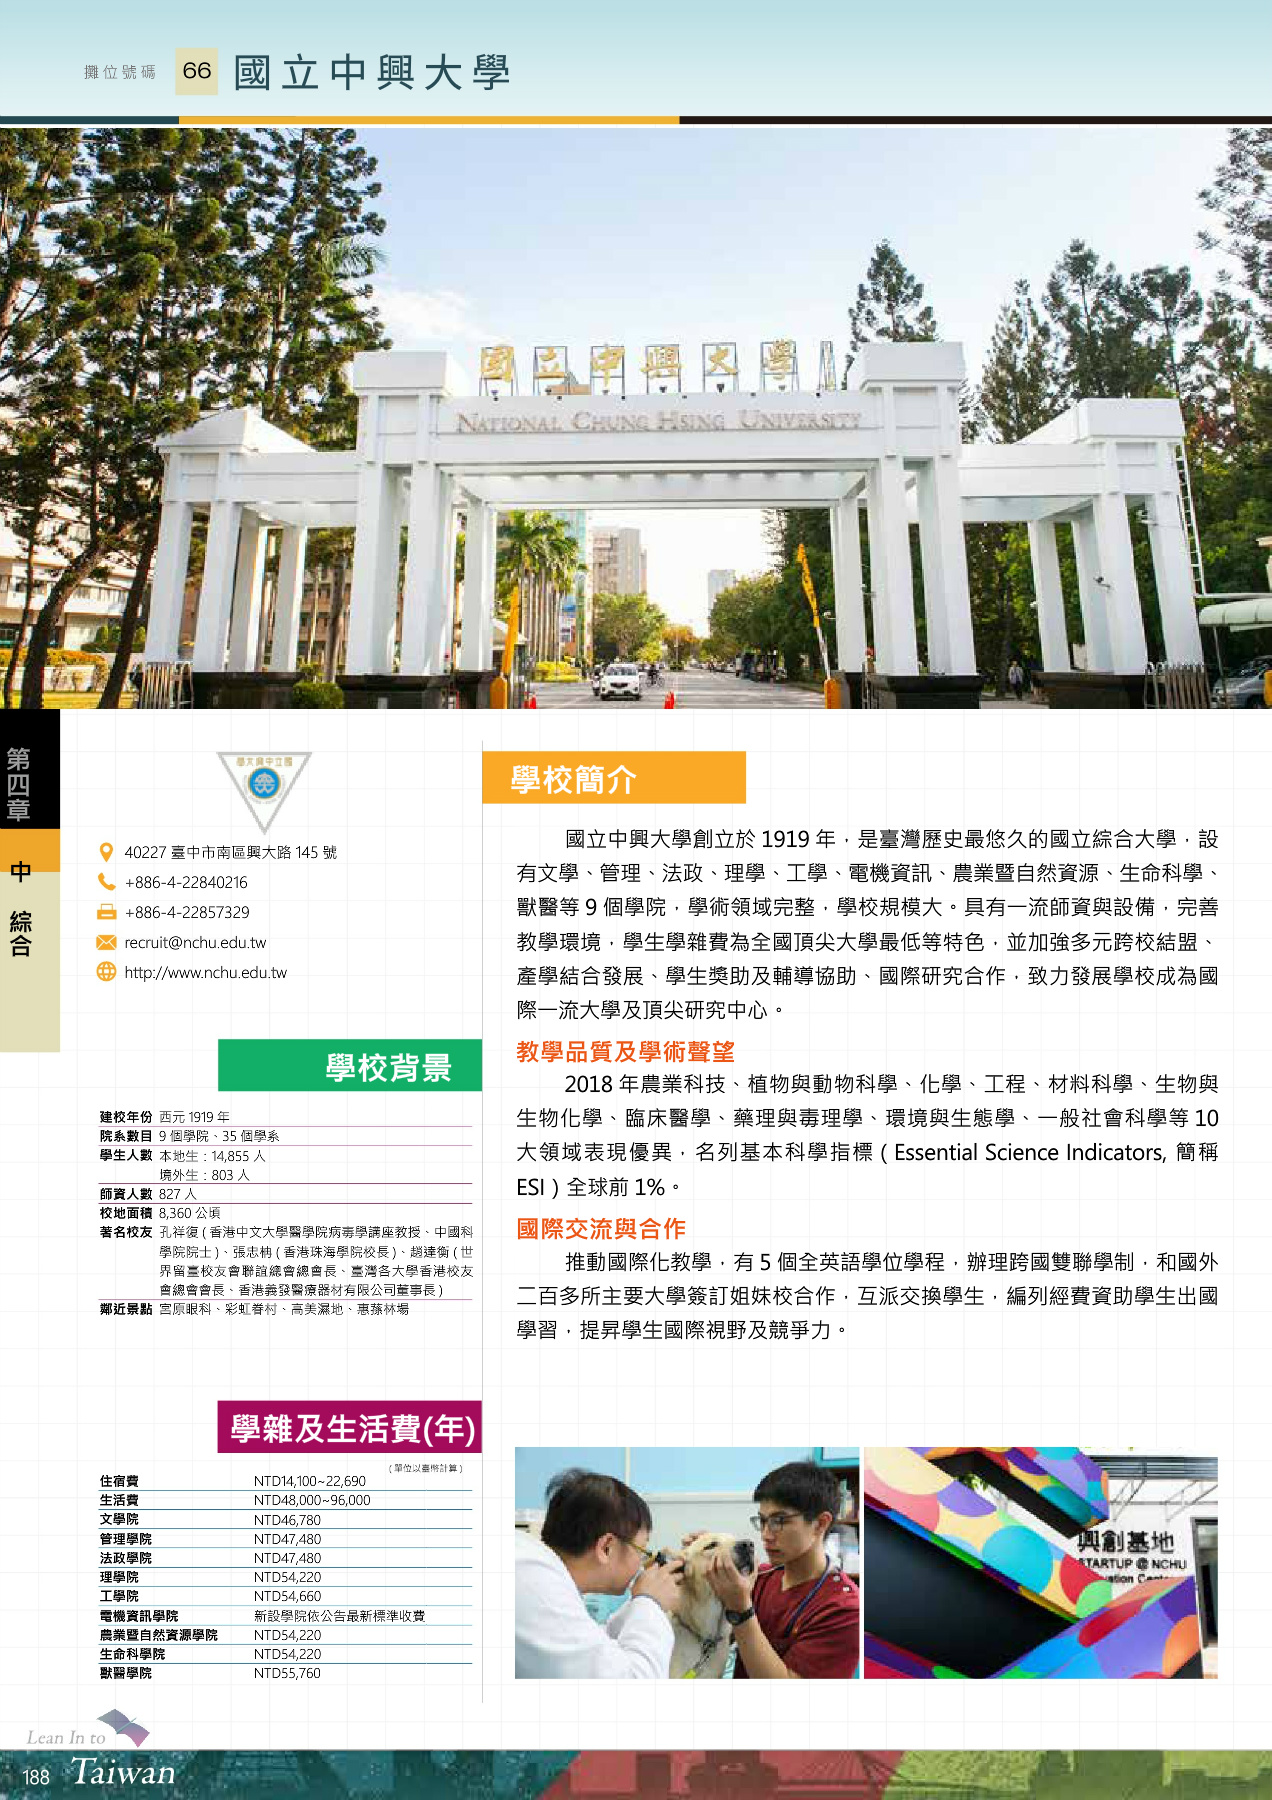 攤位號碼 66 國立中興大學
國立中興大學
NATIONAL CHUNG HSING UNIVERSITY
第四章
中
綜合
學大興中立國
40227 臺中市南區興大路 145 號
+886-4-22840216
+886-4-22857329
recruit@nchu.edu.tw
http://www.nchu.edu.tw
學校背景
建校年份 西元 1919 年
院系數目 9 個學院、35 個學系
學生人數 本地生：14,855 人
境外生：803 人
師資人數 827 人
校地面積 8,360 公頃
著名校友 孔祥復 ( 香港中文大學醫學院病毒學講座教授、中國科
學院院士 )、張忠柟 ( 香港珠海學院校長 )、趙達衡 ( 世
界留臺校友會聯誼總會總會長、臺灣各大學香港校友
會總會會長、香港義發醫療器材有限公司董事長 )
鄰近景點 宮原眼科、彩虹眷村、高美濕地、惠蓀林場
學雜及生活費(年)
( 單位以臺幣計算 )
住宿費 NTD14,100~22,690
生活費 NTD48,000~96,000
文學院 NTD46,780
管理學院 NTD47,480
法政學院 NTD47,480
理學院 NTD54,220
工學院 NTD54,660
電機資訊學院 新設學院依公告最新標準收費
農業暨自然資源學院 NTD54,220
生命科學院 NTD54,220
獸醫學院 NTD55,760
學校簡介
國立中興大學創立於 1919 年，是臺灣歷史最悠久的國立綜合大學，設
有文學、管理、法政、理學、工學、電機資訊、農業暨自然資源、生命科學、
獸醫等 9 個學院，學術領域完整，學校規模大。具有一流師資與設備，完善
教學環境，學生學雜費為全國頂尖大學最低等特色，並加強多元跨校結盟、
產學結合發展、學生獎助及輔導協助、國際研究合作，致力發展學校成為國
際一流大學及頂尖研究中心。
教學品質及學術聲望
2018 年農業科技、植物與動物科學、化學、工程、材料科學、生物與
生物化學、臨床醫學、藥理與毒理學、環境與生態學、一般社會科學等 10
大領域表現優異，名列基本科學指標 ( Essential Science Indicators, 簡稱
ESI ) 全球前 1%。
國際交流與合作
推動國際化教學，有 5 個全英語學位學程，辦理跨國雙聯學制，和國外
二百多所主要大學簽訂姐妹校合作，互派交換學生，編列經費資助學生出國
學習，提昇學生國際視野及競爭力。
興創基地
STARTUP @ NCHU
Lean In to
Taiwan
188